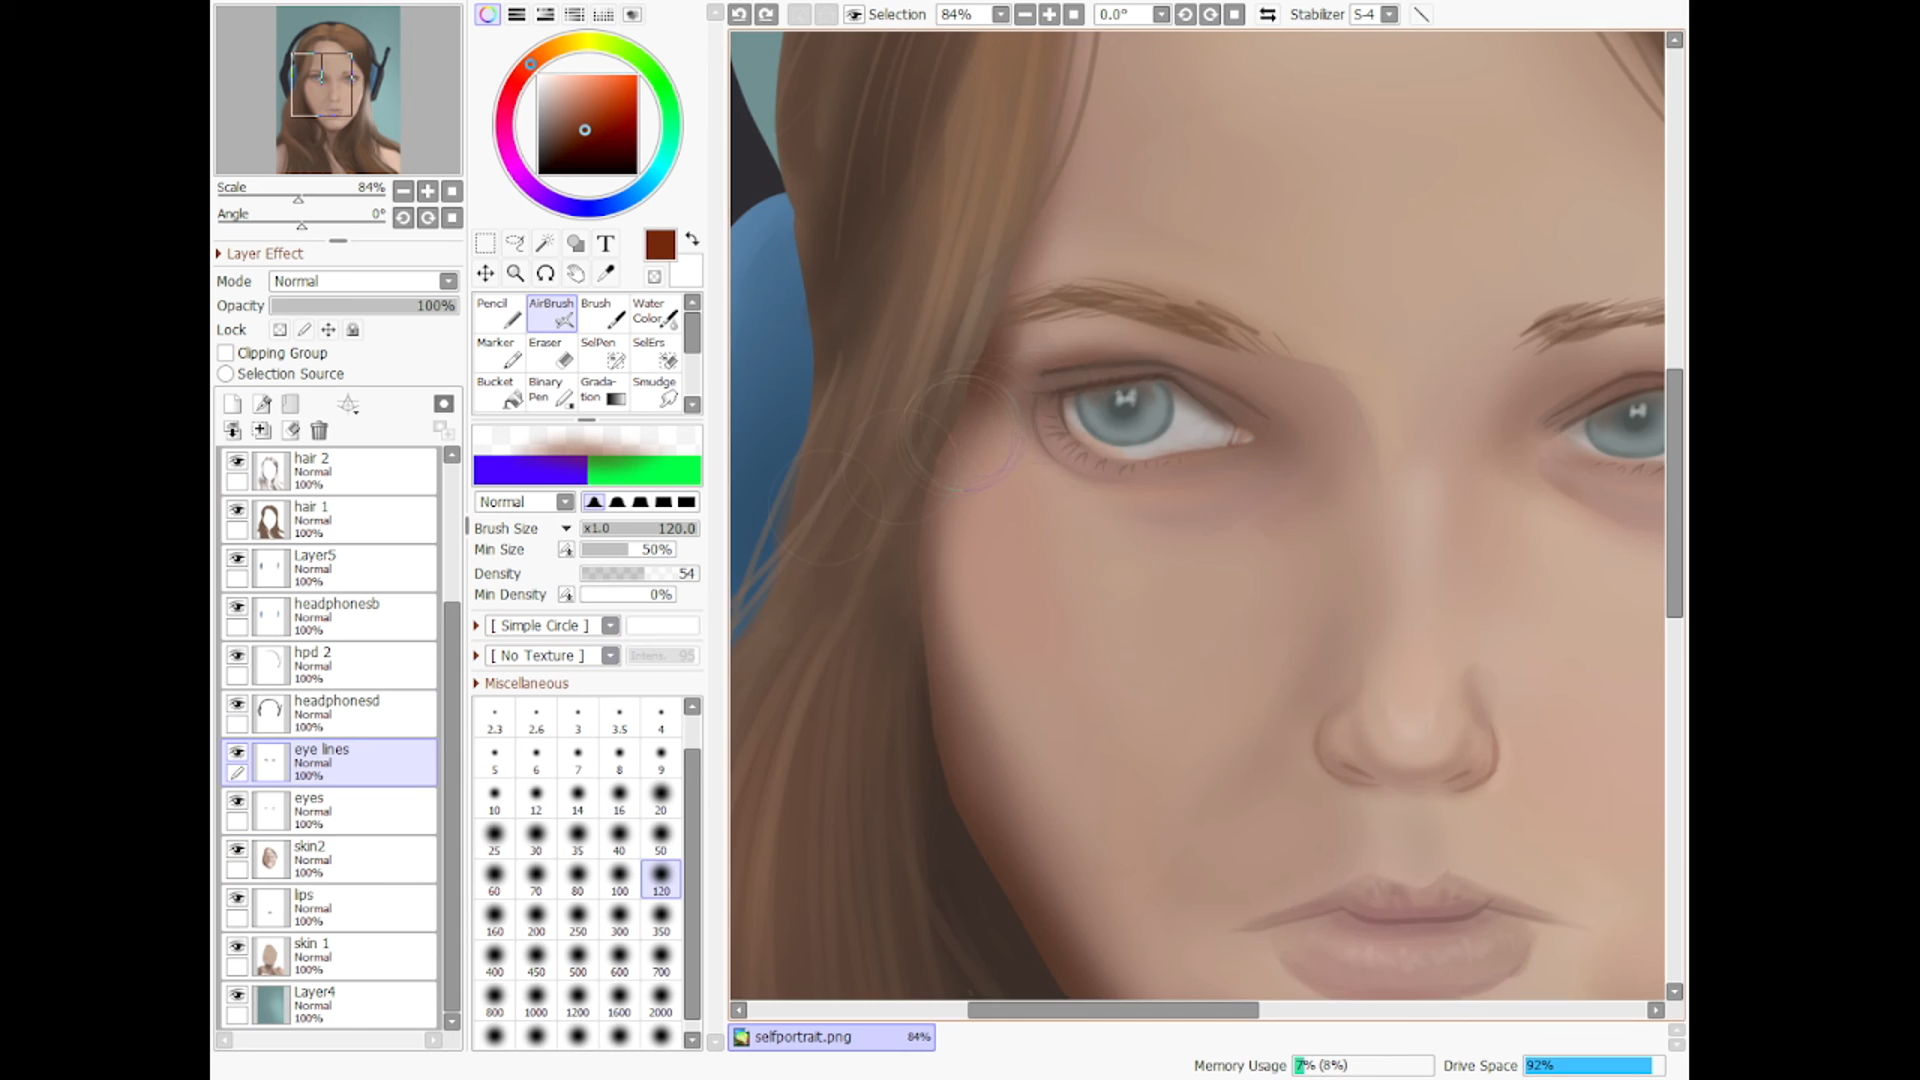 Selection 84% 0.0° Stabilizer S-4
Scale 84%
Angle 0°
Layer Effect
Mode Normal
Opacity 100%
Lock
Clipping Group
Selection Source
hair 2
Normal
100%
hair 1
Normal
100%
Layer5
Normal
100%
headphonesb
Normal
100%
hpd 2
Normal
100%
headphonesd
Normal
100%
eye lines
Normal
100%
eyes
Normal
100%
skin2
Normal
100%
lips
Normal
100%
skin 1
Normal
100%
Layer4
Normal
100%
T
Pencil AirBrush Brush Water Color
Marker Eraser SelPen SelErs
Bucket Binary Pen Grada-tion Smudge
Normal
Brush Size x1.0 120.0
Min Size 50%
Density 54
Min Density 0%
[ Simple Circle ]
[ No Texture ] Intens. 95
Miscellaneous
2.3 2.6 3 3.5 4
5 6 7 8 9
10 12 14 16 20
25 30 35 40 50
60 70 80 100 120
160 200 250 300 350
400 450 500 600 700
800 1000 1200 1600 2000
selfportrait.png 84%
Memory Usage 7% (8%) Drive Space 92%